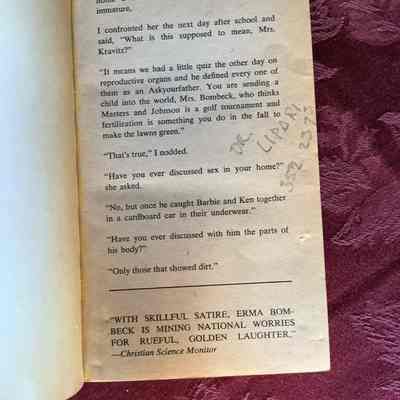 immature,
I confronted her the next day after school and
said, "What is this supposed to mean, Mrs.
Kravitz?"
"It means we had a little quiz the other day on
reproductive organs and he defined every one of
them as an Askyourfather. You are sending a
child into the world, Mrs. Bombeck, who thinks
Masters and Johnson is a golf tournament and
fertilization is something you do in the fall to
make the lawns green."
"That's true," I nodded.
"Have you ever discussed sex in your home?"
she asked.
"No, but once he caught Barbie and Ken together
in a cardboard car in their underwear."
"Have you ever discussed with him the parts of
his body?"
"Only those that showed dirt."
"WITH SKILLFUL SATIRE, ERMA BOM-
BECK IS MINING NATIONAL WORRIES
FOR RUEFUL, GOLDEN LAUGHTER."
—Christian Science Monitor
DR.
LIPDAI